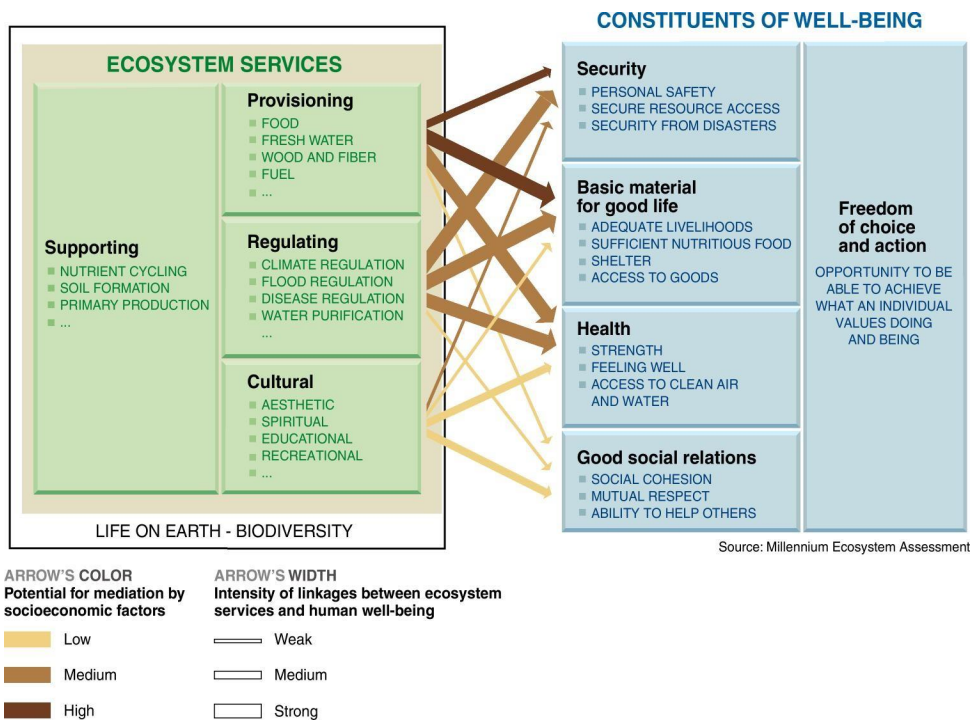 CONSTITUENTS OF WELL-BEING
ECOSYSTEM SERVICES
Supporting
NUTRIENT CYCLING
SOIL FORMATION
PRIMARY PRODUCTION
...
Provisioning
FOOD
FRESH WATER
WOOD AND FIBER
FUEL
...
Regulating
CLIMATE REGULATION
FLOOD REGULATION
DISEASE REGULATION
WATER PURIFICATION
...
Cultural
AESTHETIC
SPIRITUAL
EDUCATIONAL
RECREATIONAL
...
LIFE ON EARTH - BIODIVERSITY
Security
PERSONAL SAFETY
SECURE RESOURCE ACCESS
SECURITY FROM DISASTERS
Basic material
for good life
ADEQUATE LIVELIHOODS
SUFFICIENT NUTRITIOUS FOOD
SHELTER
ACCESS TO GOODS
Health
STRENGTH
FEELING WELL
ACCESS TO CLEAN AIR
AND WATER
Good social relations
SOCIAL COHESION
MUTUAL RESPECT
ABILITY TO HELP OTHERS
Freedom
of choice
and action
OPPORTUNITY TO BE
ABLE TO ACHIEVE
WHAT AN INDIVIDUAL
VALUES DOING
AND BEING
Source: Millennium Ecosystem Assessment
ARROW'S COLOR
Potential for mediation by
socioeconomic factors
Low
Medium
High
ARROW'S WIDTH
Intensity of linkages between ecosystem
services and human well-being
Weak
Medium
Strong